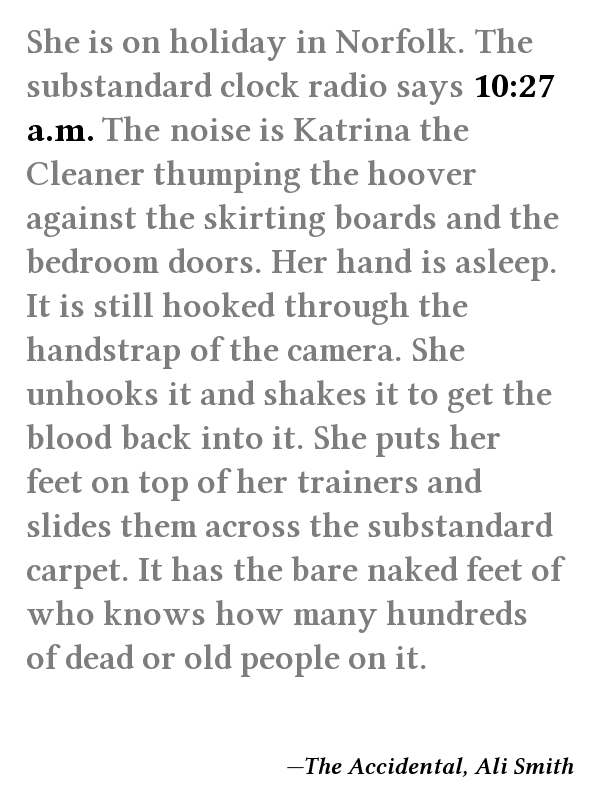 She is on holiday in Norfolk. The
substandard clock radio says 10:27
a.m. The noise is Katrina the
Cleaner thumping the hoover
against the skirting boards and the
bedroom doors. Her hand is asleep.
It is still hooked through the
handstrap of the camera. She
unhooks it and shakes it to get the
blood back into it. She puts her
feet on top of her trainers and
slides them across the substandard
carpet. It has the bare naked feet of
who knows how many hundreds
of dead or old people on it.
—The Accidental, Ali Smith